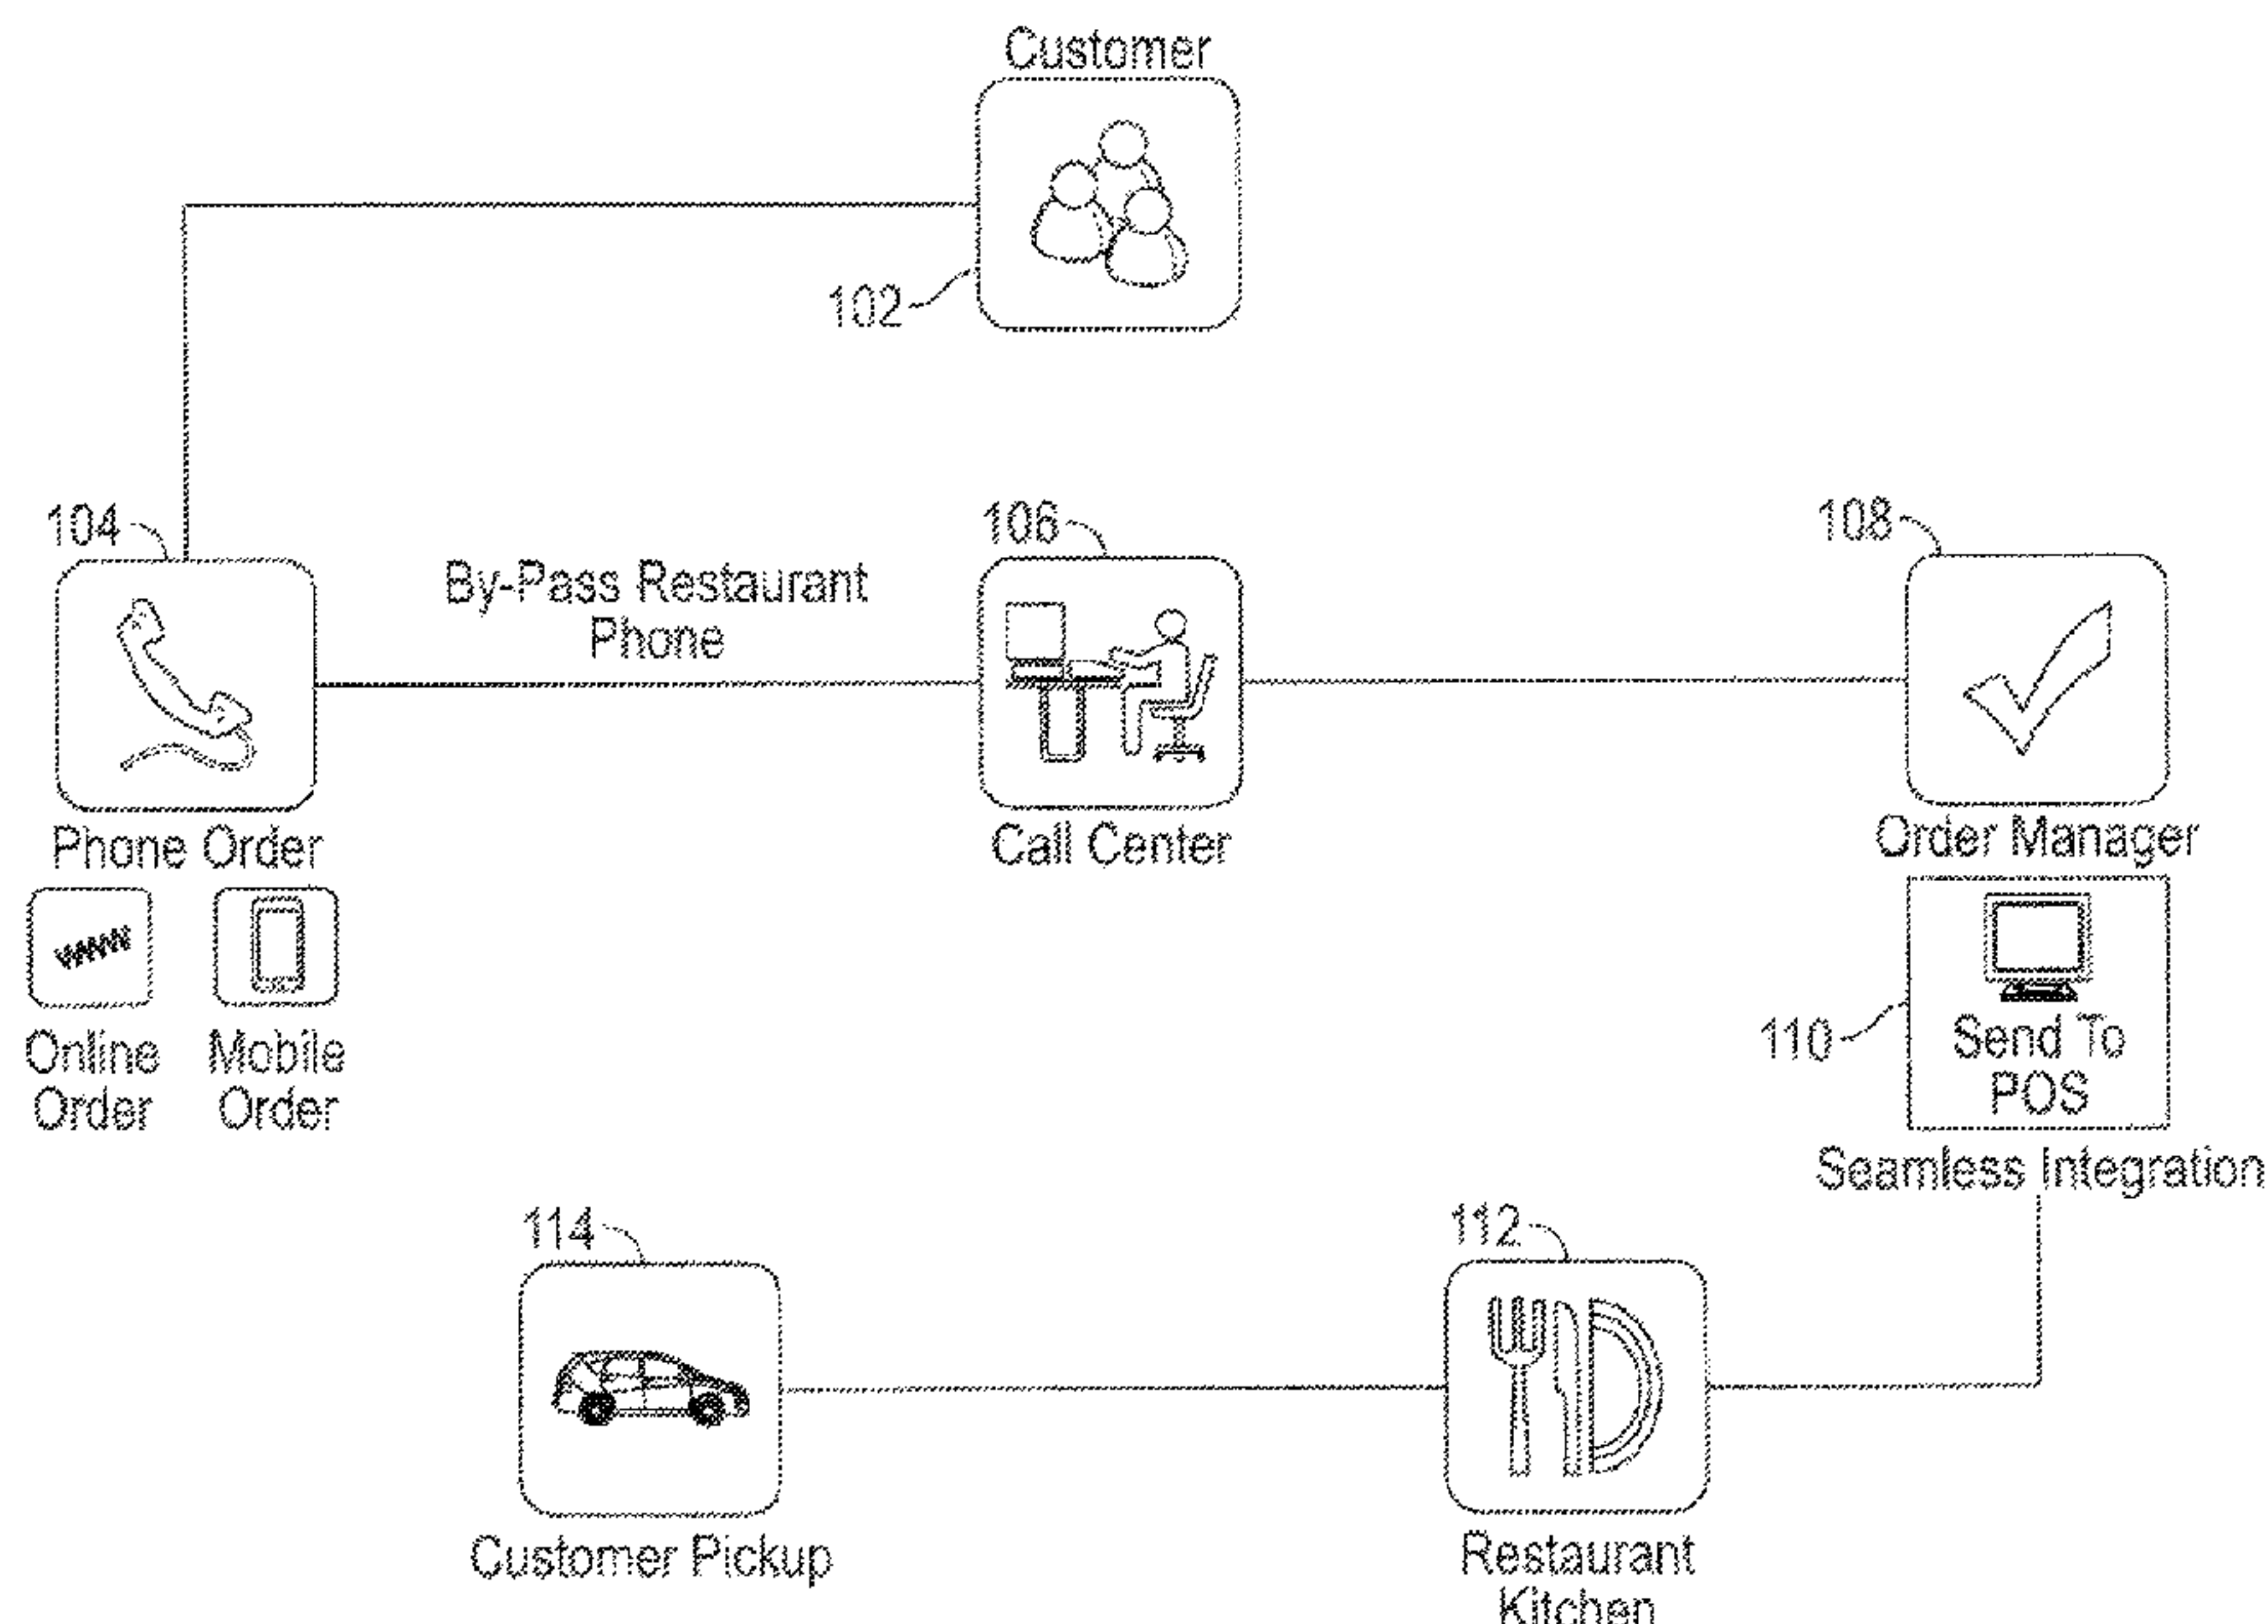 Customer
102
104
106
108
By-Pass Restaurant
Phone
Phone Order
Call Center
Order Manager
www
Online
Order
Mobile
Order
110
Send To
POS
Seamless Integration
114
112
Customer Pickup
Restaurant
Kitchen